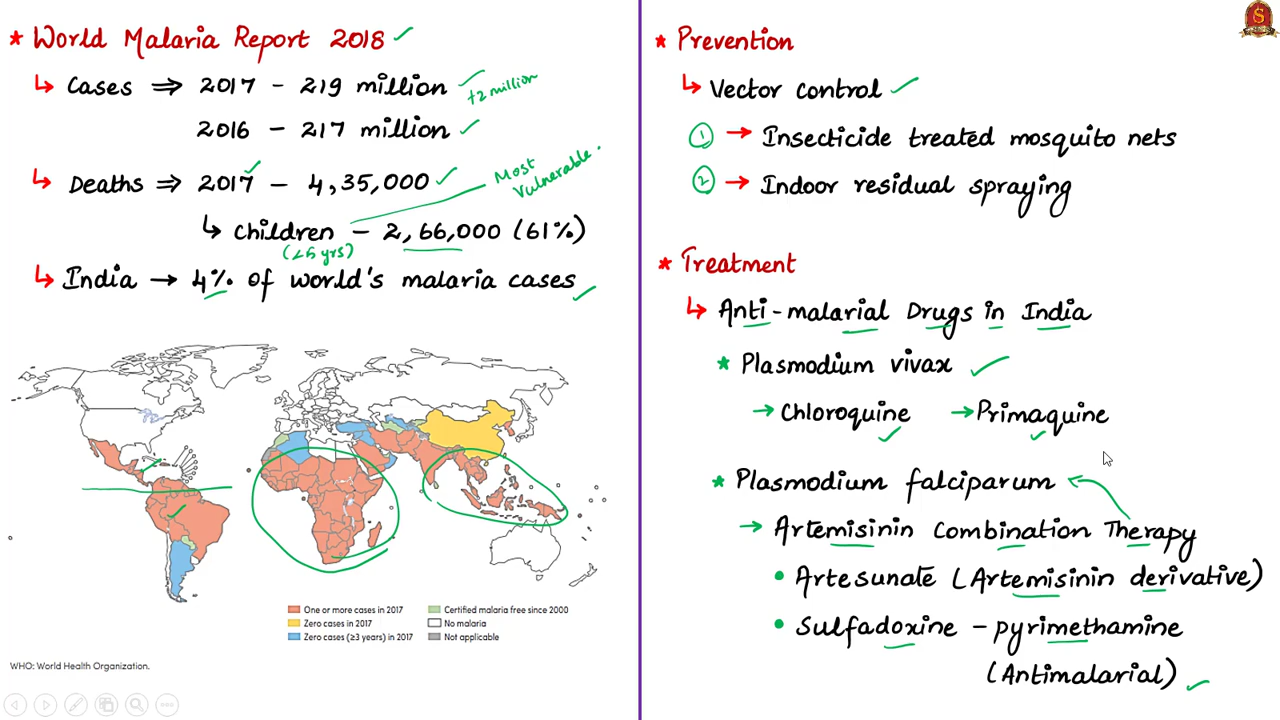 * World Malaria Report 2018 ✓
↳ Cases ⇒ 2017 - 219 million ✓ +2 million
2016 - 217 million ✓
↳ Deaths ⇒ 2017 - 4,35,000 ✓ Most Vulnerable.
↳ children - 2,66,000 (61%)
(<5 yrs)
↳ India → 4% of world's malaria cases ✓
One or more cases in 2017
Zero cases in 2017
Zero cases (≥3 years) in 2017
Certified malaria free since 2000
No malaria
Not applicable
WHO: World Health Organization.
* Prevention
↳ Vector control ✓
① → Insecticide treated mosquito nets
② → Indoor residual spraying
* Treatment
↳ Anti-malarial Drugs in India
* Plasmodium vivax ✓
→ Chloroquine → Primaquine
* Plasmodium falciparum
→ Artemisinin Combination Therapy
• Artesunate (Artemisinin derivative)
• Sulfadoxine - pyrimethamine
(Antimalarial) ✓